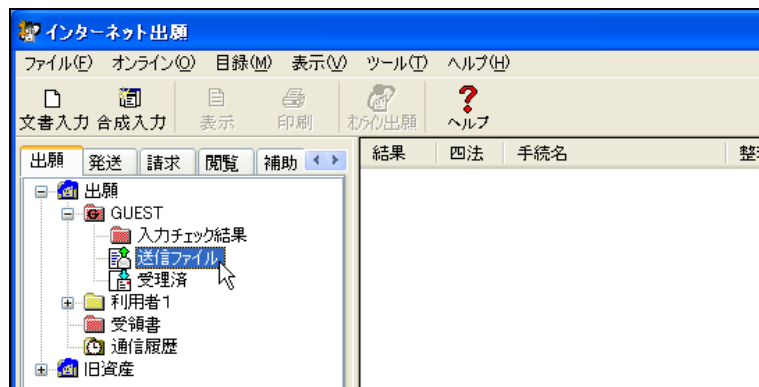 インターネット出願
ファイル(F) オンライン(O) 目録(M) 表示(V) ツール(T) ヘルプ(H)
文書入力 合成入力 表示 印刷 オンライン出願 ヘルプ
出願 発送 請求 閲覧 補助
結果 四法 手続名
出願
GUEST
入力チェック結果
送信ファイル
受理済
利用者1
受領書
通信履歴
旧資産